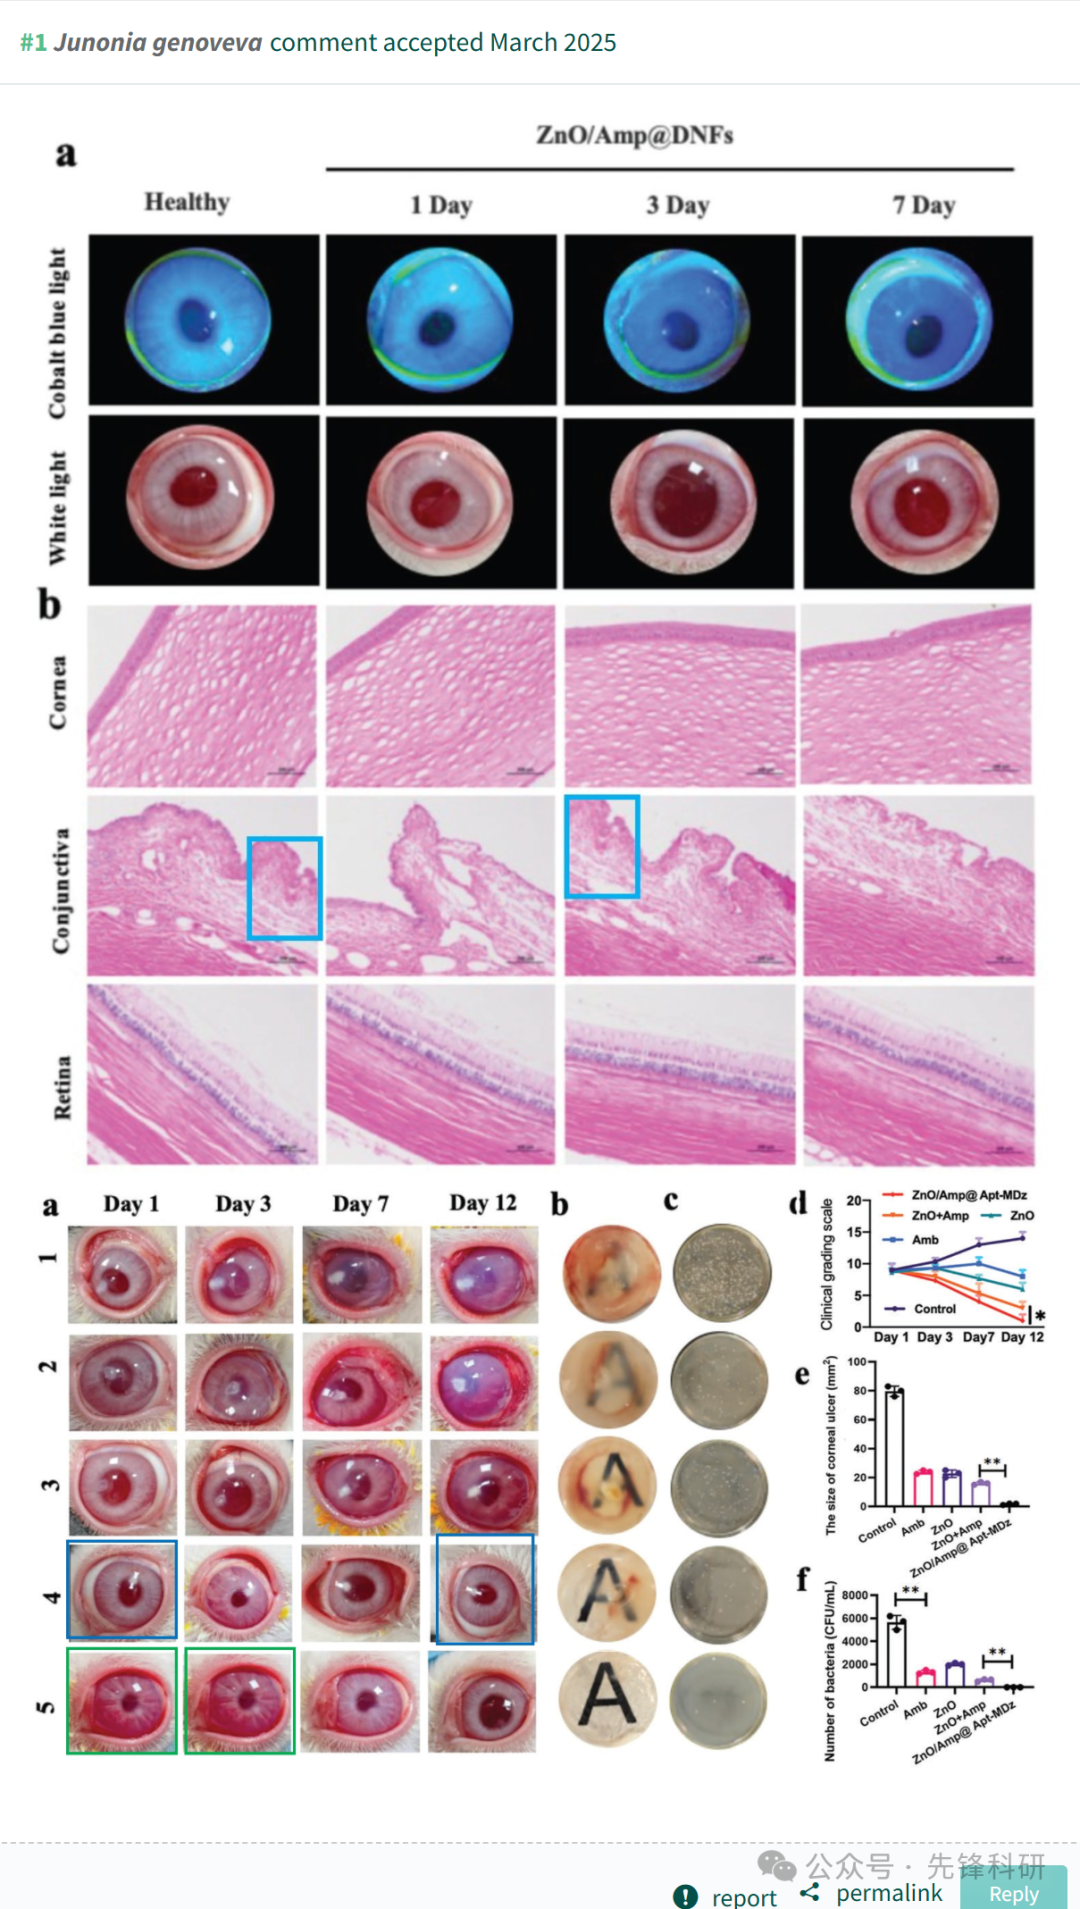 #1 Junonia genoveva comment accepted March 2025
a
ZnO/Amp@DNFs
Healthy
1 Day
3 Day
7 Day
Cobalt blue light
White light
b
Cornea
Conjunctiva
Retina
a
Day 1
Day 3
Day 7
Day 12
1
2
3
4
5
b
A
A
A
A
A
c
d
Clinical grading scale
20
15
10
5
0
ZnO/Amp@ Apt-MDz
ZnO+Amp
ZnO
Amb
Control
*
Day 1 Day 3 Day7 Day 12
e
The size of corneal ulcer (mm²)
100
80
60
40
20
0
**
Control
Amb
ZnO
ZnO+Amp
ZnO/Amp@ Apt-MDz
f
Number of bacteria (CFU/mL)
8000
6000
4000
2000
0
**
**
Control
Amb
ZnO
ZnO+Amp
ZnO/Amp@ Apt-MDz
公众号 · 先锋科研
report
permalink
Reply